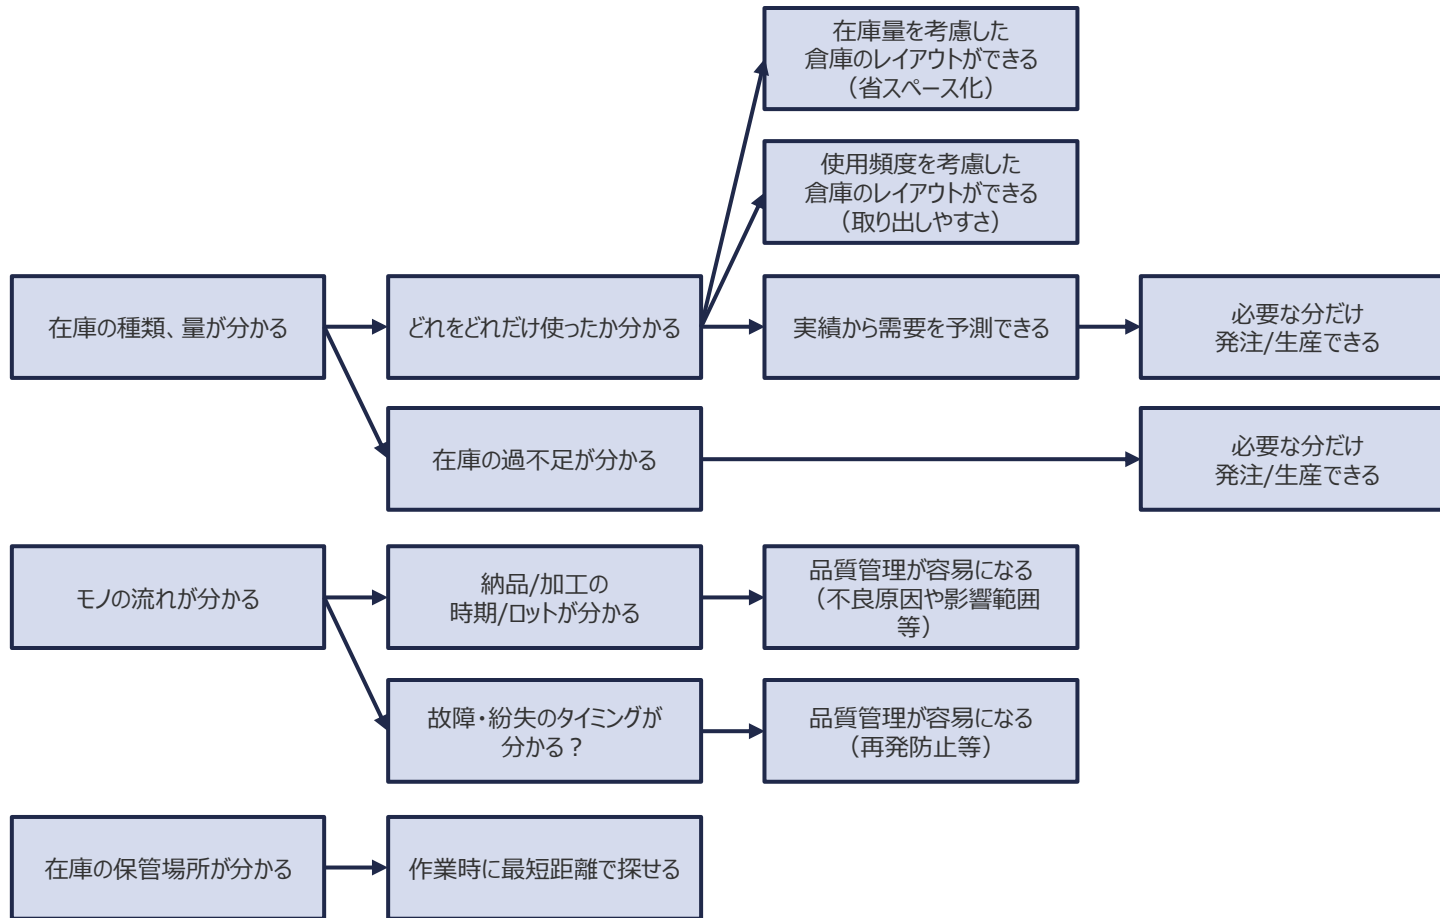 在庫量を考慮した
倉庫のレイアウトができる
（省スペース化）
使用頻度を考慮した
倉庫のレイアウトができる
（取り出しやすさ）
在庫の種類、量が分かる
どれをどれだけ使ったか分かる
実績から需要を予測できる
必要な分だけ
発注/生産できる
在庫の過不足が分かる
必要な分だけ
発注/生産できる
モノの流れが分かる
納品/加工の
時期/ロットが分かる
品質管理が容易になる
（不良原因や影響範囲
等）
故障・紛失のタイミングが
分かる？
品質管理が容易になる
（再発防止等）
在庫の保管場所が分かる
作業時に最短距離で探せる